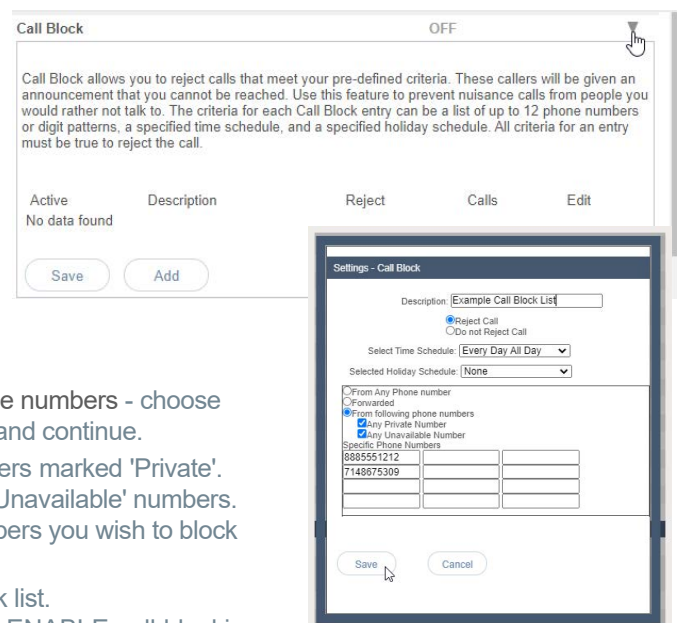 Call Block OFF
Call Block allows you to reject calls that meet your pre-defined criteria. These callers will be given an
announcement that you cannot be reached. Use this feature to prevent nuisance calls from people you
would rather not talk to. The criteria for each Call Block entry can be a list of up to 12 phone numbers
or digit patterns, a specified time schedule, and a specified holiday schedule. All criteria for an entry
must be true to reject the call.
Active Description Reject Calls Edit
No data found
Save Add
Settings - Call Block
Description: Example Call Block List
Reject Call
Do not Reject Call
Select Time Schedule: Every Day All Day
Selected Holiday Schedule: None
From Any Phone number
Forwarded
From following phone numbers
Any Private Number
Any Unavailable Number
Specific Phone Numbers
8885551212
7148675309
Save Cancel
e numbers - choose
and continue.
ers marked 'Private'.
Unavailable' numbers.
bers you wish to block
k list.